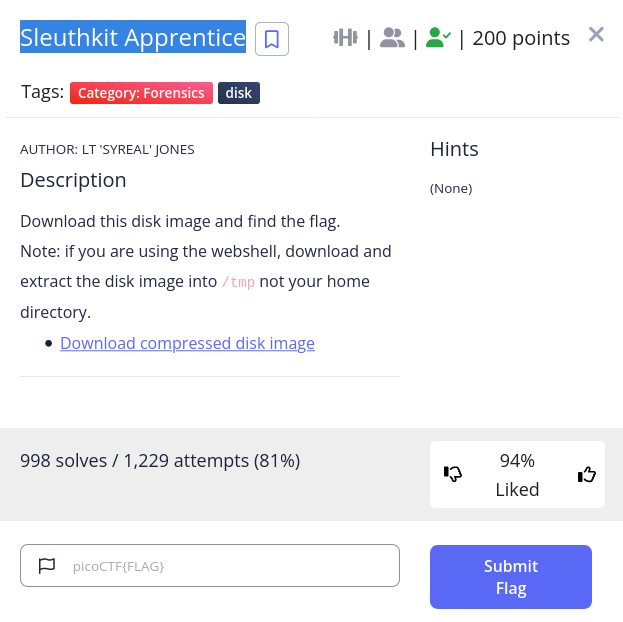 Sleuthkit Apprentice | | | 200 points
Tags: Category: Forensics disk
AUTHOR: LT 'SYREAL' JONES
Description
Download this disk image and find the flag.
Note: if you are using the webshell, download and
extract the disk image into /tmp not your home
directory.
• Download compressed disk image
Hints
(None)
998 solves / 1,229 attempts (81%)
94%
Liked
picoCTF{FLAG}
Submit
Flag